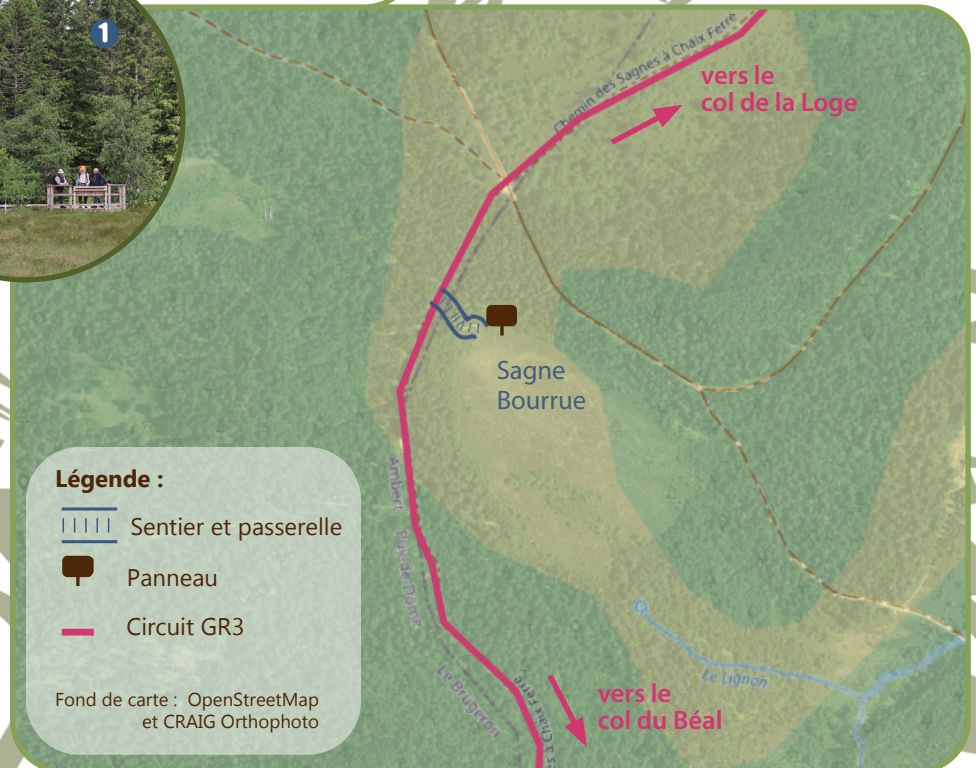 1
Chemin des Sagnes à Chaix Ferré
vers le
col de la Loge
Sagne
Bourrue
Ambert
Puy-de-Dôme
Le Brugeron
s à Chaix Ferré
Le Lignon
vers le
col du Béal
Légende :
Sentier et passerelle
Panneau
Circuit GR3
Fond de carte : OpenStreetMap
et CRAIG Orthophoto